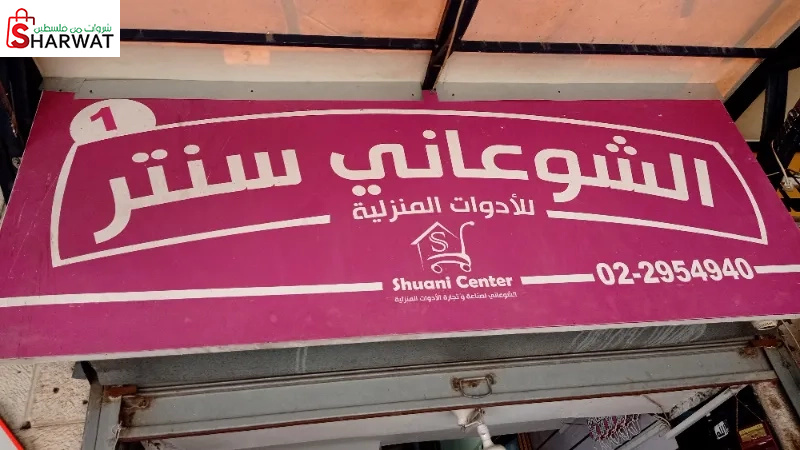 شروات من فلسطين
SHARWAT
1
الشوعاني سنتر
للأدوات المنزلية
S
Shuani Center
الشوعاني لصناعة و تجارة الأدوات المنزلية
02-2954940